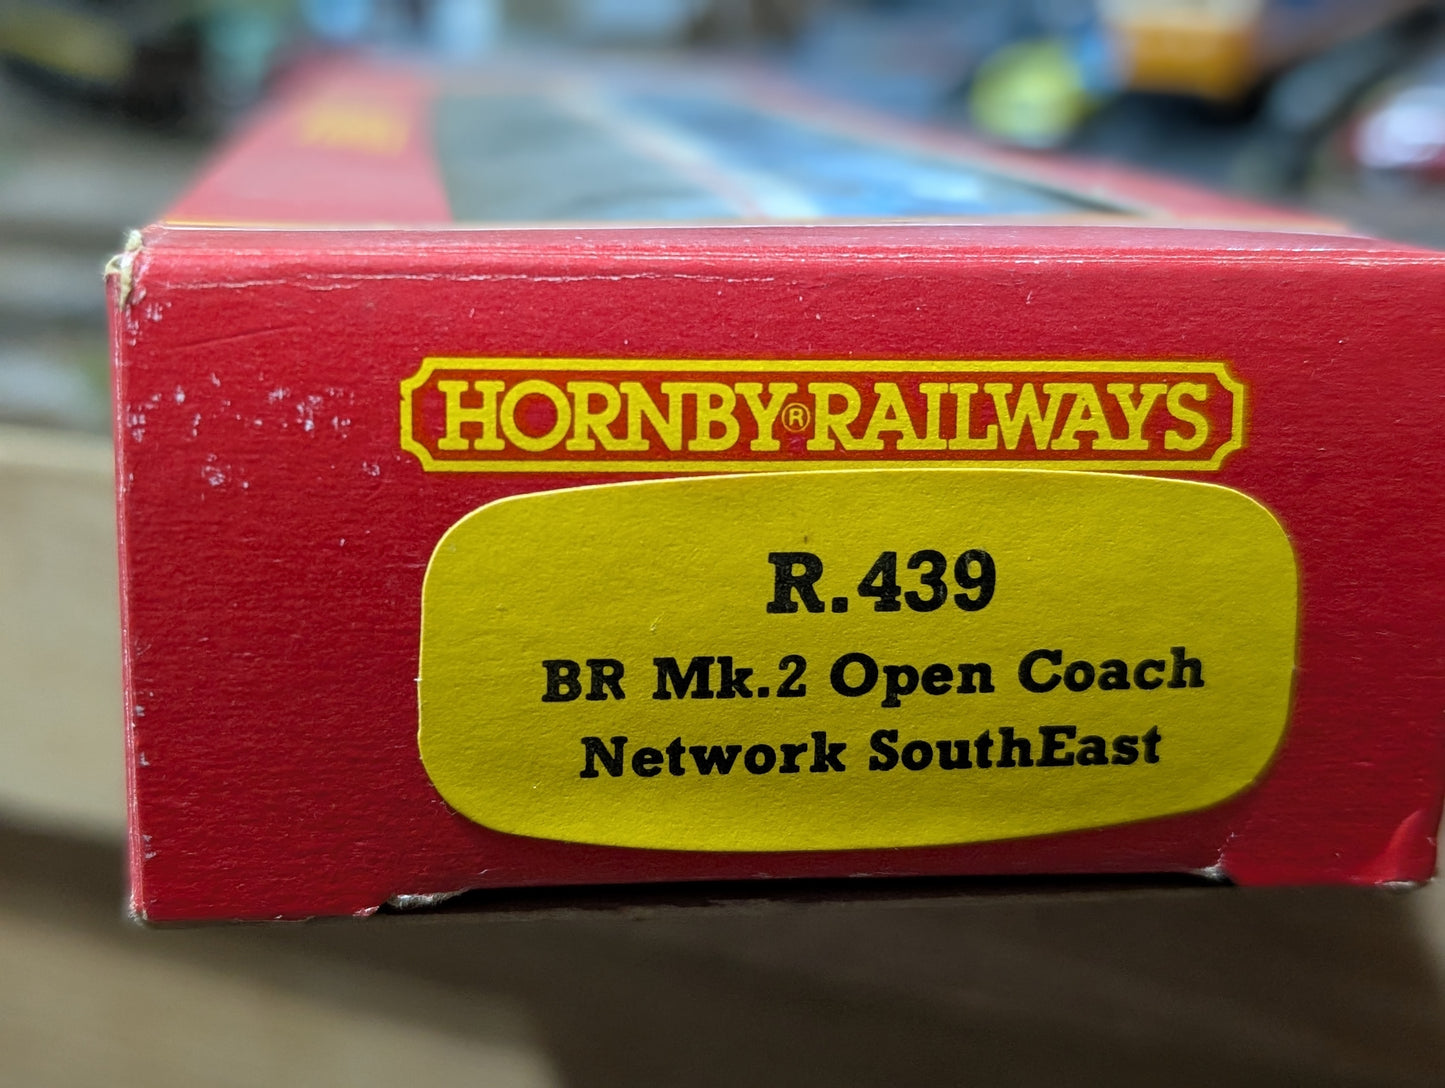 HORNBY®RAILWAYS
R.439
BR Mk.2 Open Coach
Network SouthEast